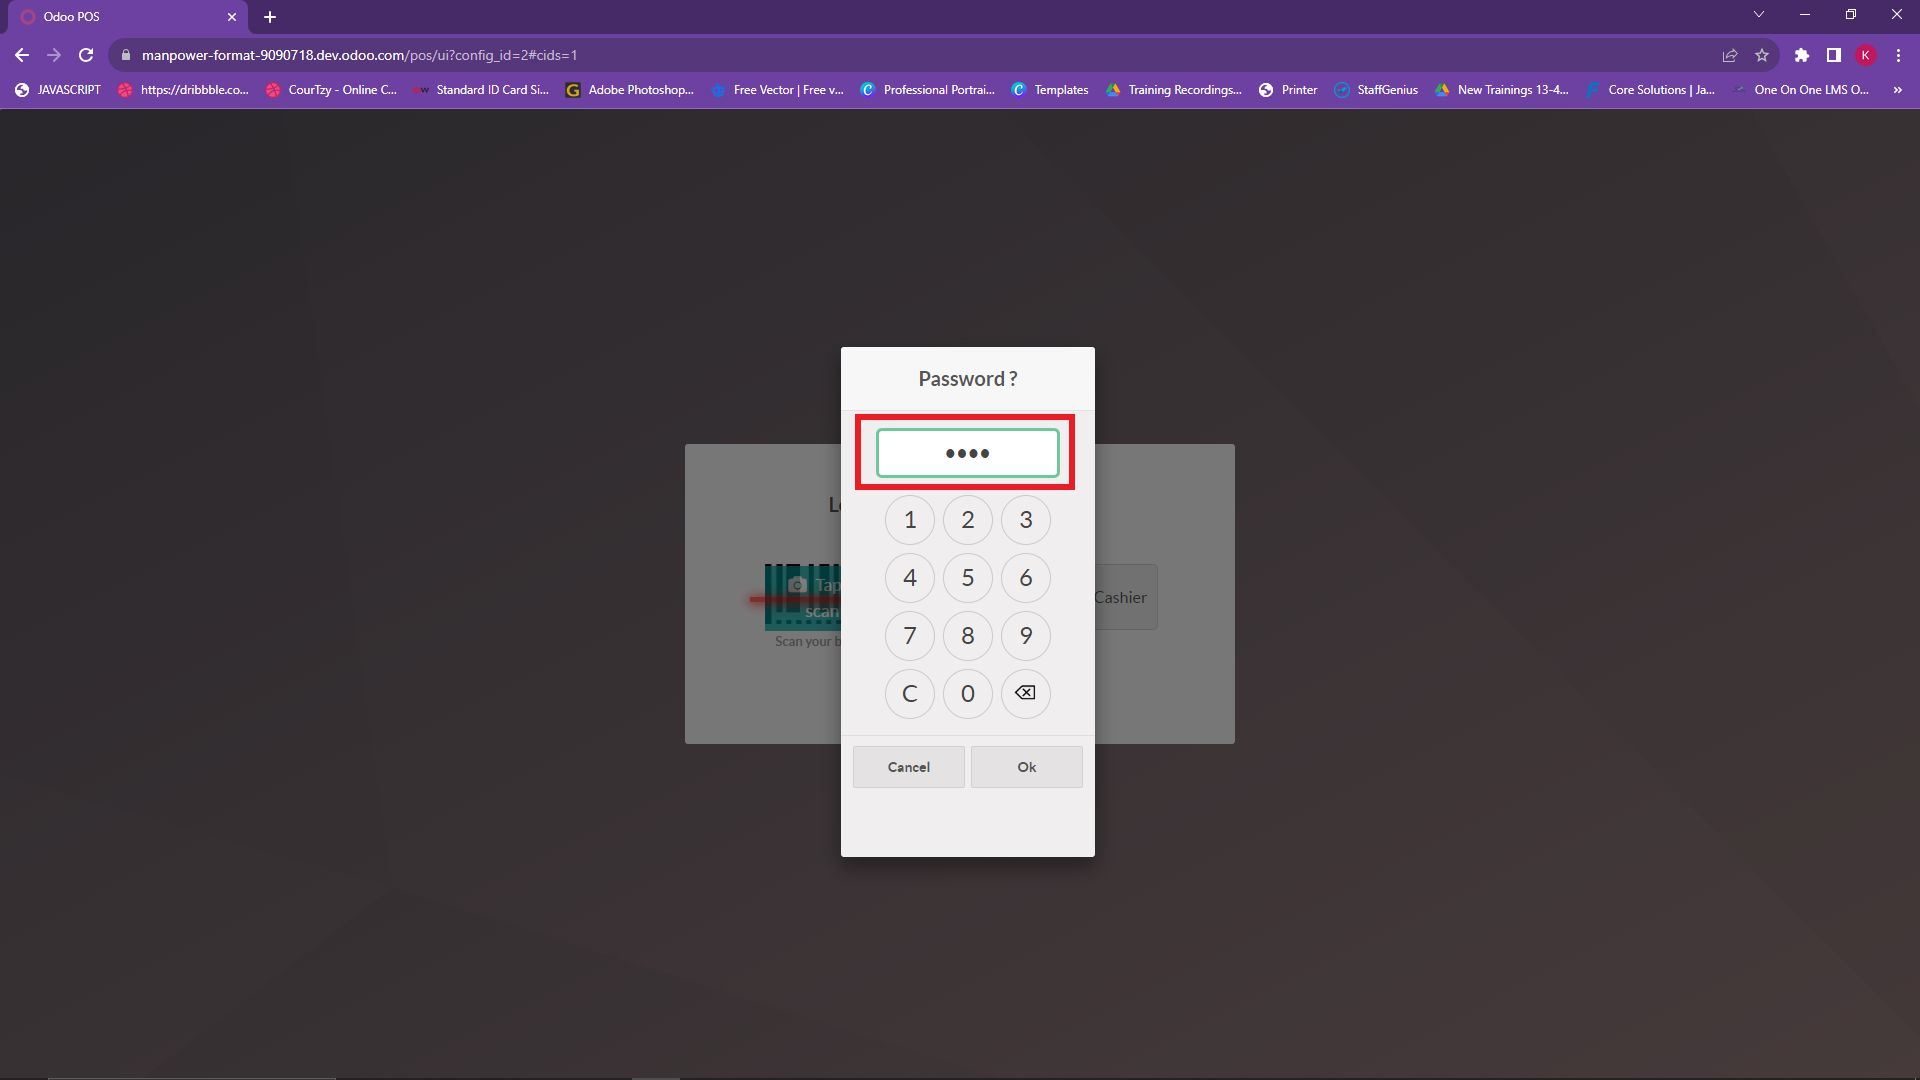 Odoo POS
manpower-format-9090718.dev.odoo.com/pos/ui?config_id=2#cids=1
K
JAVASCRIPT https://dribbble.co... CourTzy - Online C... Standard ID Card Si... Adobe Photoshop... Free Vector | Free v... Professional Portrai... Templates Training Recordings... Printer StaffGenius New Trainings 13-4... Core Solutions | Ja... One On One LMS O... »
Password ?
••••
1 2 3
4 5 6
7 8 9
C 0
Cancel Ok
Tap
scan
Scan your b
Cashier